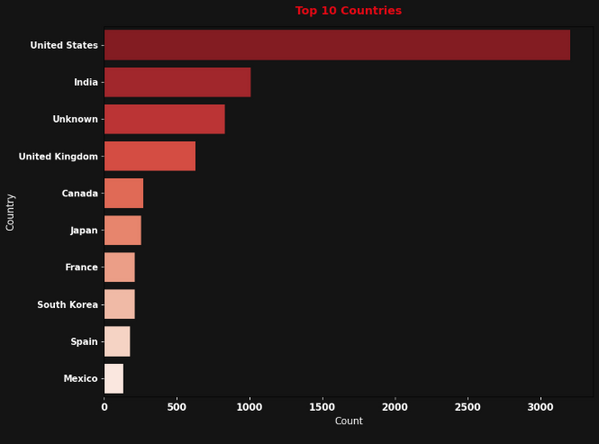 Top 10 Countries
Country
United States
India
Unknown
United Kingdom
Canada
Japan
France
South Korea
Spain
Mexico
0 500 1000 1500 2000 2500 3000
Count